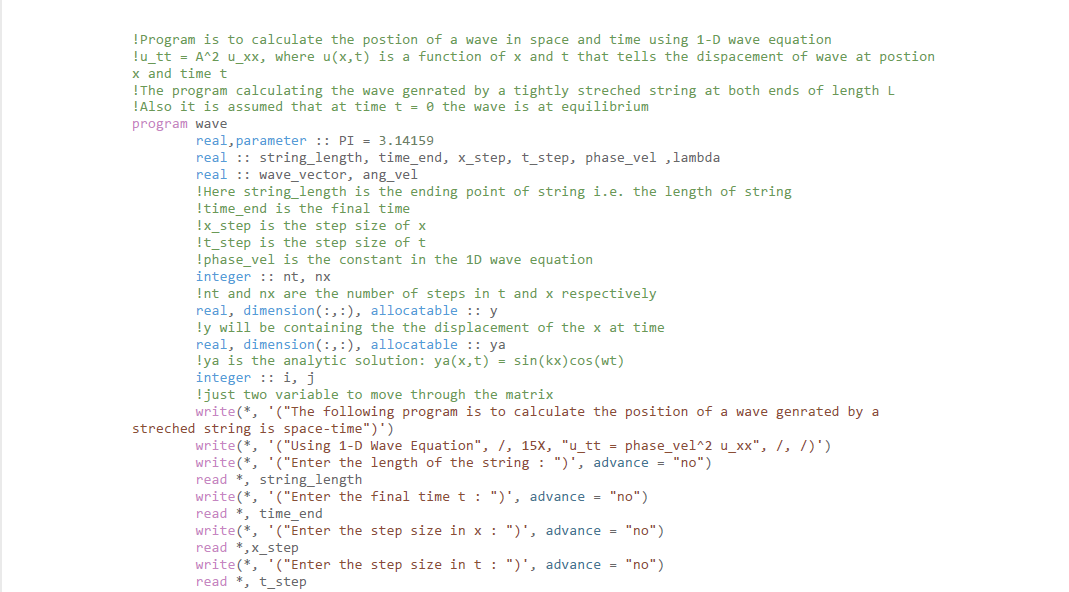 !Program is to calculate the postion of a wave in space and time using 1-D wave equation
!u_tt = A^2 u_xx, where u(x,t) is a function of x and t that tells the dispacement of wave at postion
x and time t
!The program calculating the wave genrated by a tightly streched string at both ends of length L
!Also it is assumed that at time t = 0 the wave is at equilibrium
program wave
real,parameter :: PI = 3.14159
real :: string_length, time_end, x_step, t_step, phase_vel ,lambda
real :: wave_vector, ang_vel
!Here string_length is the ending point of string i.e. the length of string
!time_end is the final time
!x_step is the step size of x
!t_step is the step size of t
!phase_vel is the constant in the 1D wave equation
integer :: nt, nx
!nt and nx are the number of steps in t and x respectively
real, dimension(:,:), allocatable :: y
!y will be containing the the displacement of the x at time
real, dimension(:,:), allocatable :: ya
!ya is the analytic solution: ya(x,t) = sin(kx)cos(wt)
integer :: i, j
!just two variable to move through the matrix
write(*, '("The following program is to calculate the position of a wave genrated by a
streched string is space-time")')
write(*, '("Using 1-D Wave Equation", /, 15X, "u_tt = phase_vel^2 u_xx", /, /)')
write(*, '("Enter the length of the string : ")', advance = "no")
read *, string_length
write(*, '("Enter the final time t : ")', advance = "no")
read *, time_end
write(*, '("Enter the step size in x : ")', advance = "no")
read *,x_step
write(*, '("Enter the step size in t : ")', advance = "no")
read *, t_step